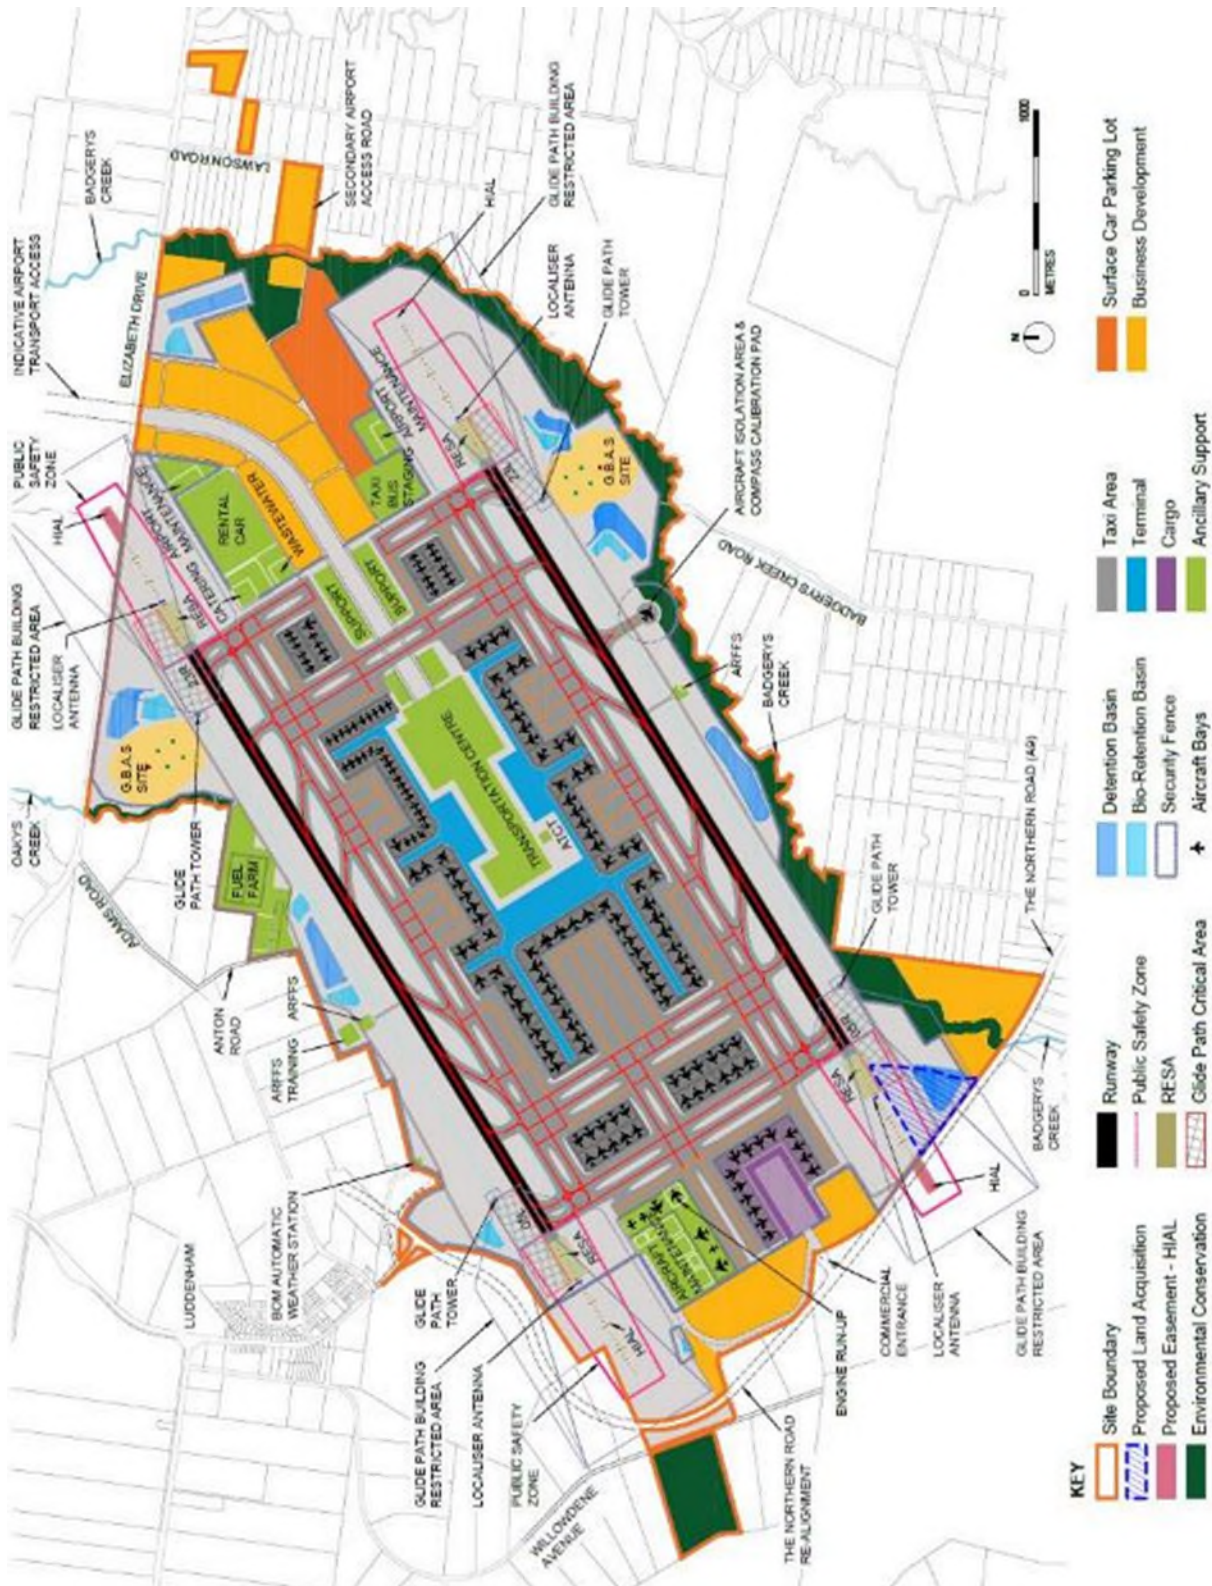 INDICATIVE AIRPORT
TRANSPORT ACCESS
BADGERYS
CREEK
LAWSON ROAD
SECONDARY AIRPORT
ACCESS ROAD
GLIDE PATH BUILDING
RESTRICTED AREA
HIAL
LOCALISER
ANTENNA
GLIDE PATH
TOWER
AIRCRAFT ISOLATION AREA &
COMPASS CALIBRATION PAD
ELIZABETH DRIVE
PUBLIC
SAFETY
ZONE
HIAL
GLIDE PATH BUILDING
RESTRICTED AREA
LOCALISER
ANTENNA
AIRPORT
MAINTENANCE
RENTAL
CAR
WASTEWATER
CATERING
RESA
23R
TAXI
BUS
STAGING
AIRPORT
MAINTENANCE
RESA
23L
SUPPORT
SUPPORT
G.B.A.S
SITE
G.B.A.S
SITE
OAKY'S
CREEK
ADAMS ROAD
GLIDE
PATH TOWER
FUEL
FARM
ANTON
ROAD
ARFFS
ARFFS
TRAINING
TRANSPORTATION CENTRE
ATCT
ARFFS
BADGERYS
CREEK
BADGERYS CREEK ROAD
GLIDE PATH
TOWER
THE NORTHERN ROAD (A9)
LUDDENHAM
BOM AUTOMATIC
WEATHER STATION
GLIDE
PATH
TOWER
GLIDE PATH BUILDING
RESTRICTED AREA
LOCALISER ANTENNA
PUBLIC SAFETY
ZONE
WILLOWDENE
AVENUE
THE NORTHERN ROAD
RE-ALIGNMENT
05L
RESA
HIAL
AIRCRAFT
MAINTENANCE
05R
RESA
ENGINE RUN-UP
COMMERCIAL
ENTRANCE
LOCALISER
ANTENNA
GLIDE PATH BUILDING
RESTRICTED AREA
HIAL
BADGERYS
CREEK
N
0
1000
METRES
KEY
Site Boundary
Proposed Land Acquisition
Proposed Easement - HIAL
Environmental Conservation
Runway
Public Safety Zone
RESA
Glide Path Critical Area
Detention Basin
Bio-Retention Basin
Security Fence
Aircraft Bays
Taxi Area
Terminal
Cargo
Ancillary Support
Surface Car Parking Lot
Business Development